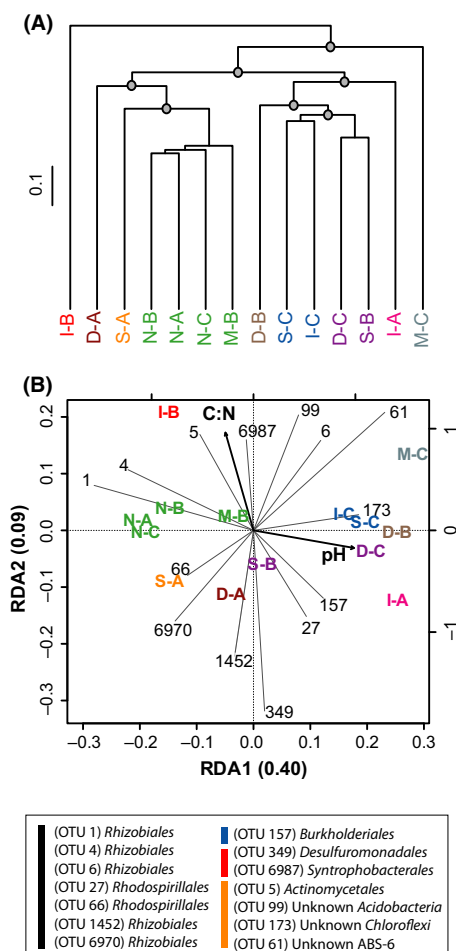 (A)
0.1
I-B
D-A
S-A
N-B
N-A
N-C
M-B
D-B
S-C
I-C
D-C
S-B
I-A
M-C
(B)
0.2
0.1
0.0
−0.1
−0.2
−0.3
RDA2 (0.09)
1
0
−1
I-B
C:N
99
61
5
6987
6
M-C
4
1
N-B
M-B
I-C
173
N-A
S-C
N-C
D-B
pH
D-C
66
S-B
S-A
D-A
I-A
157
6970
27
1452
349
−0.3
−0.2
−0.1
0.0
0.1
0.2
0.3
RDA1 (0.40)
(OTU 1) Rhizobiales
(OTU 4) Rhizobiales
(OTU 6) Rhizobiales
(OTU 27) Rhodospirillales
(OTU 66) Rhodospirillales
(OTU 1452) Rhizobiales
(OTU 6970) Rhizobiales
(OTU 157) Burkholderiales
(OTU 349) Desulfuromonadales
(OTU 6987) Syntrophobacterales
(OTU 5) Actinomycetales
(OTU 99) Unknown Acidobacteria
(OTU 173) Unknown Chloroflexi
(OTU 61) Unknown ABS-6